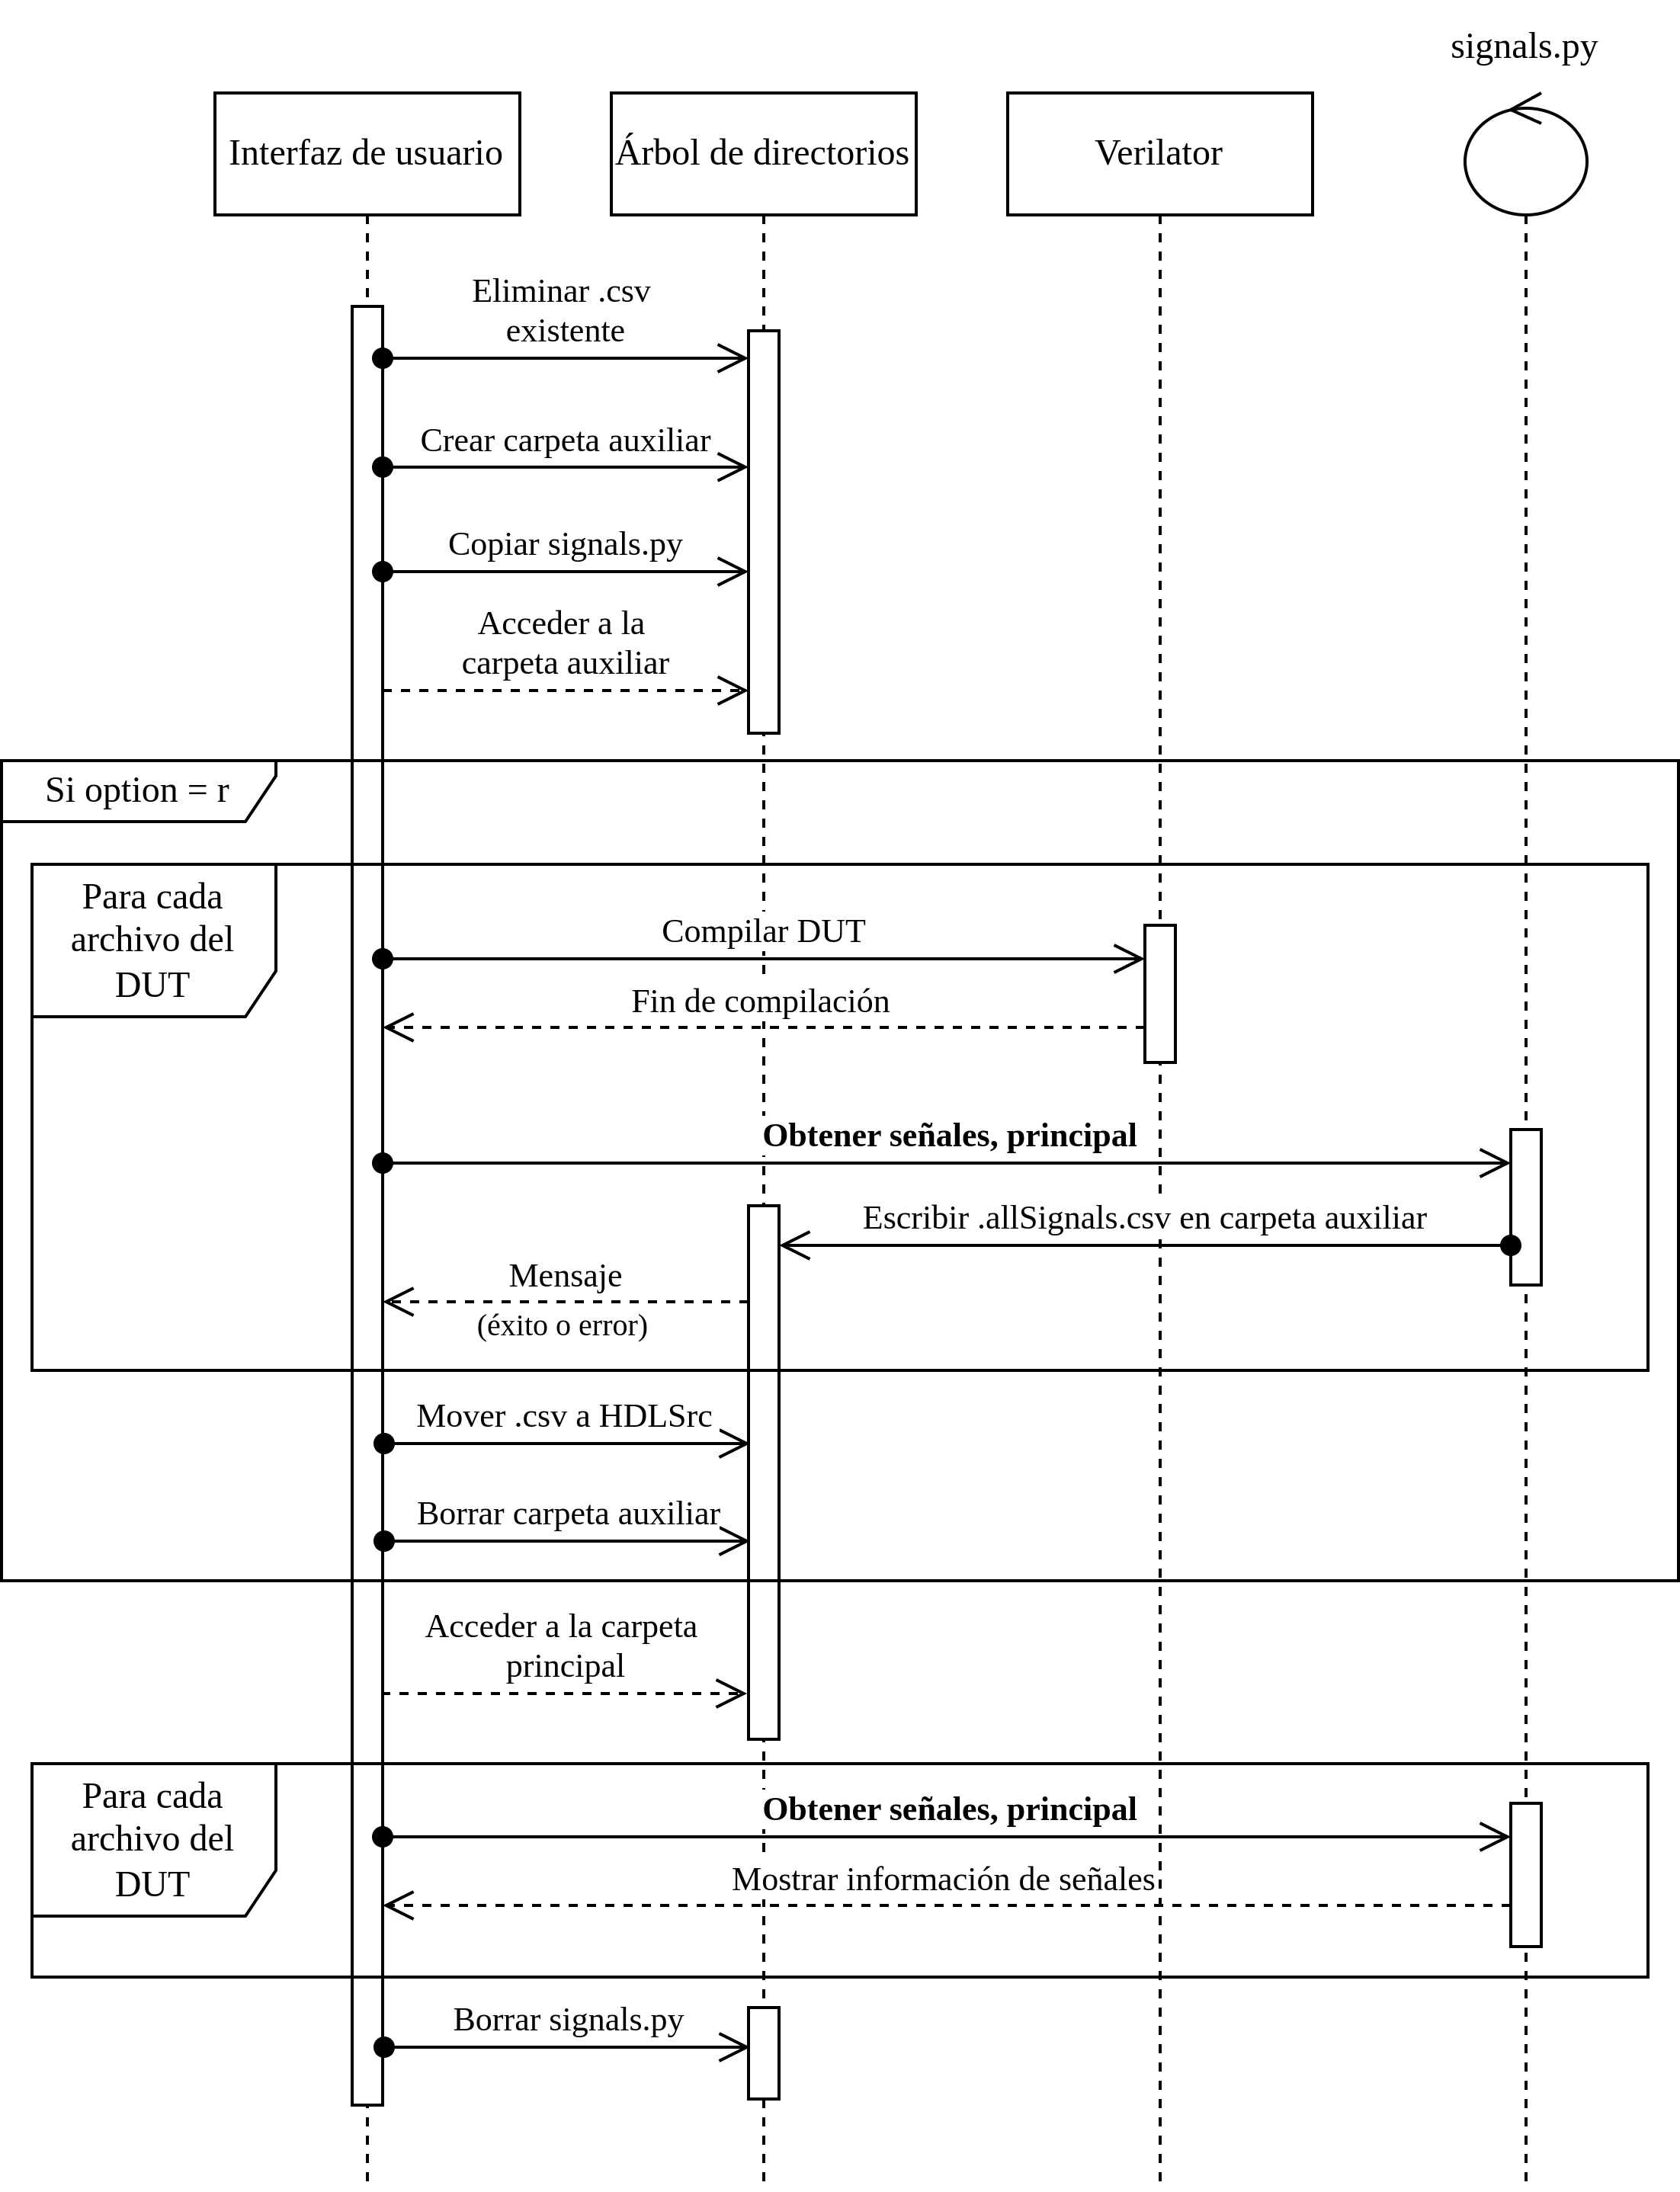 signals.py
Interfaz de usuario
Árbol de directorios
Verilator
Eliminar .csv
existente
Crear carpeta auxiliar
Copiar signals.py
Acceder a la
carpeta auxiliar
Si option = r
Para cada
archivo del
DUT
Compilar DUT
Fin de compilación
Obtener señales, principal
Escribir .allSignals.csv en carpeta auxiliar
Mensaje
(éxito o error)
Mover .csv a HDLSrc
Borrar carpeta auxiliar
Acceder a la carpeta
principal
Para cada
archivo del
DUT
Obtener señales, principal
Mostrar información de señales
Borrar signals.py